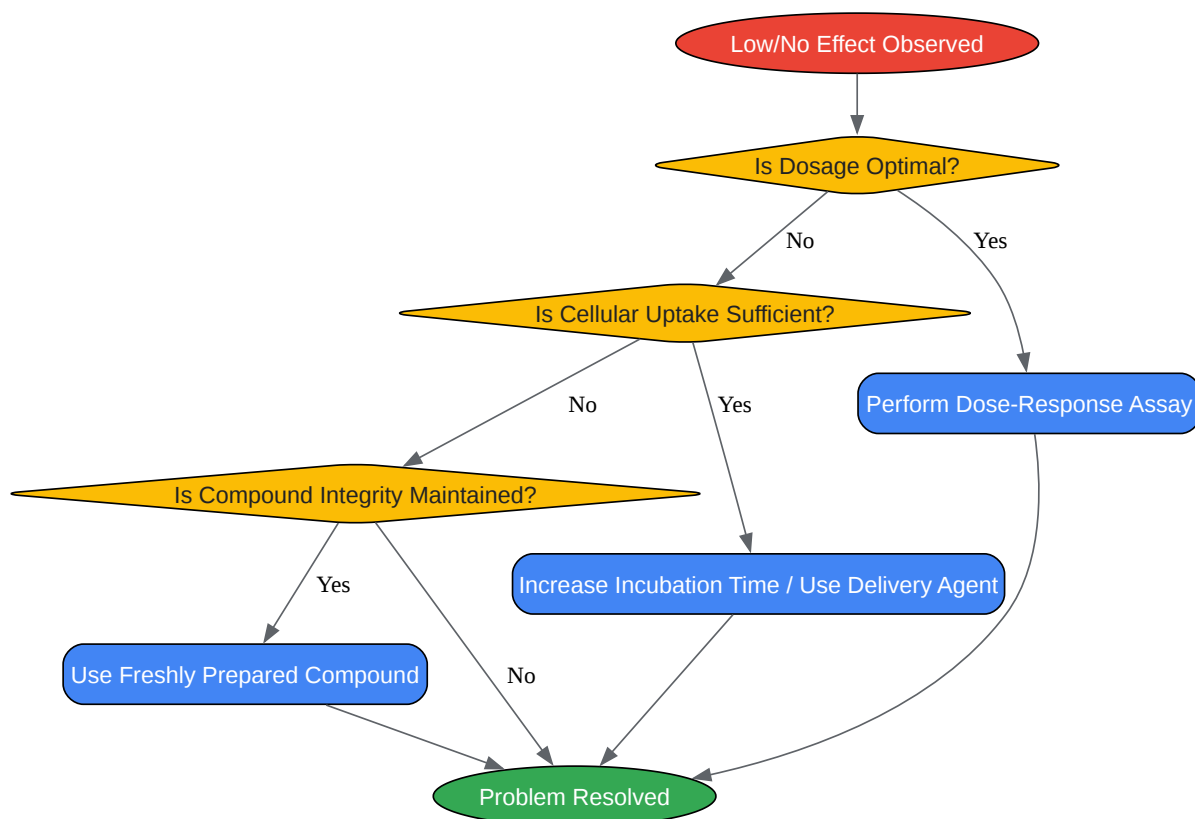 Low/No Effect Observed
Is Dosage Optimal?
No
Yes
Is Cellular Uptake Sufficient?
No
Yes
Perform Dose-Response Assay
Is Compound Integrity Maintained?
Yes
Increase Incubation Time / Use Delivery Agent
Use Freshly Prepared Compound
No
Problem Resolved